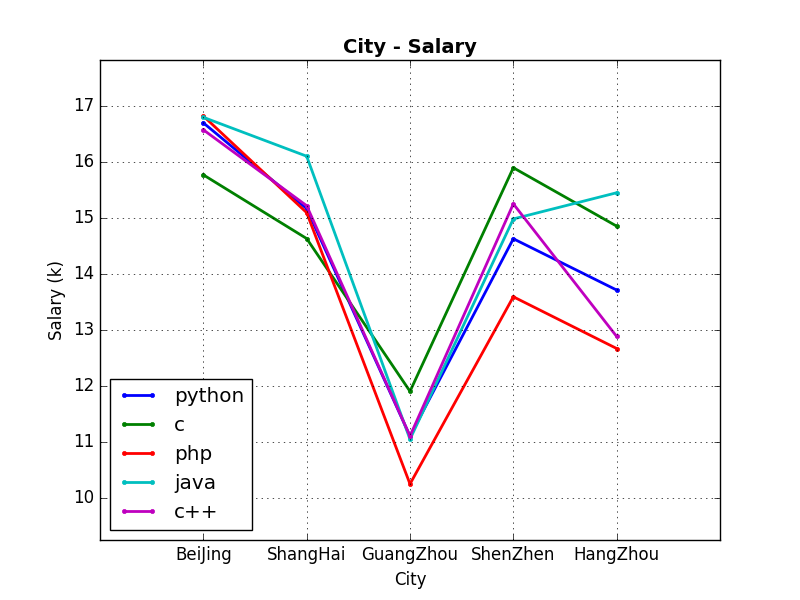 City - Salary
17
16
15
14
13
12
11
10
Salary (k)
python
c
php
java
c++
BeiJing ShangHai GuangZhou ShenZhen HangZhou
City